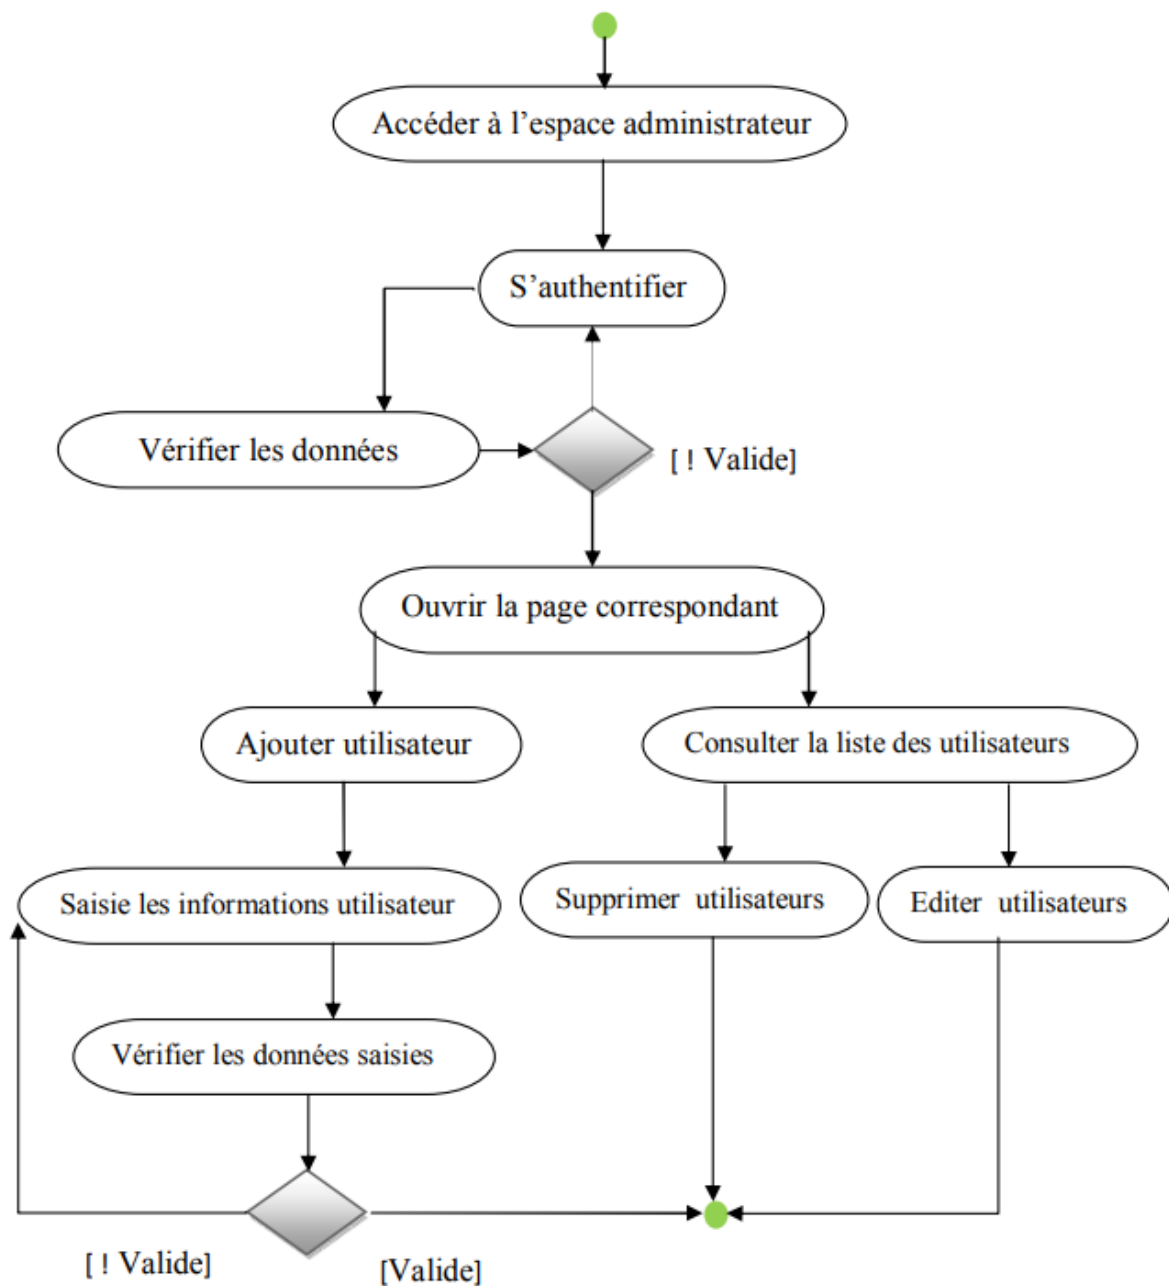 Accéder à l’espace administrateur
S’authentifier
Vérifier les données
[ ! Valide]
Ouvrir la page correspondant
Ajouter utilisateur
Consulter la liste des utilisateurs
Saisie les informations utilisateur
Supprimer utilisateurs
Editer utilisateurs
Vérifier les données saisies
[ ! Valide]
[Valide]